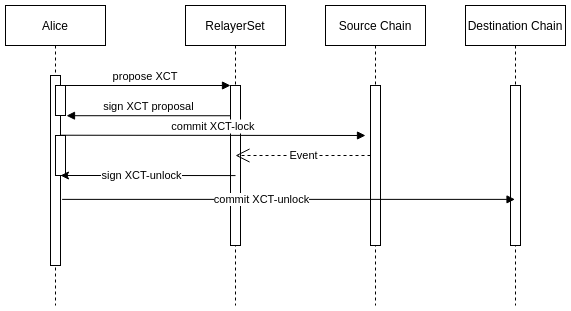 Alice
RelayerSet
Source Chain
Destination Chain
propose XCT
sign XCT proposal
commit XCT-lock
Event
sign XCT-unlock
commit XCT-unlock